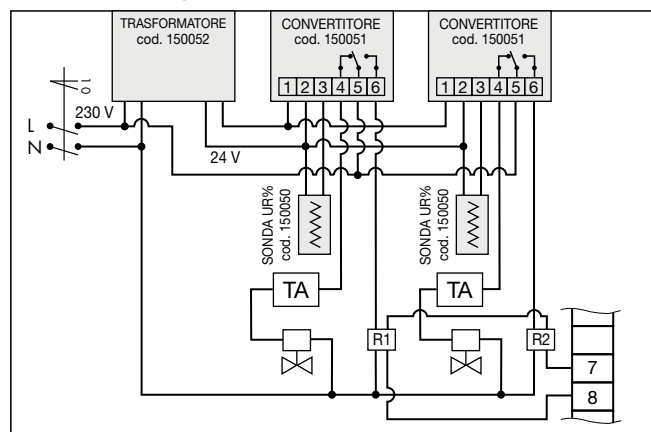 TRASFORMATORE
cod. 150052
CONVERTITORE
cod. 150051
1 2 3 4 5 6
CONVERTITORE
cod. 150051
1 2 3 4 5 6
1 0
230 V
L
N
24 V
SONDA UR%
cod. 150050
SONDA UR%
cod. 150050
TA
TA
R1
R2
7
8